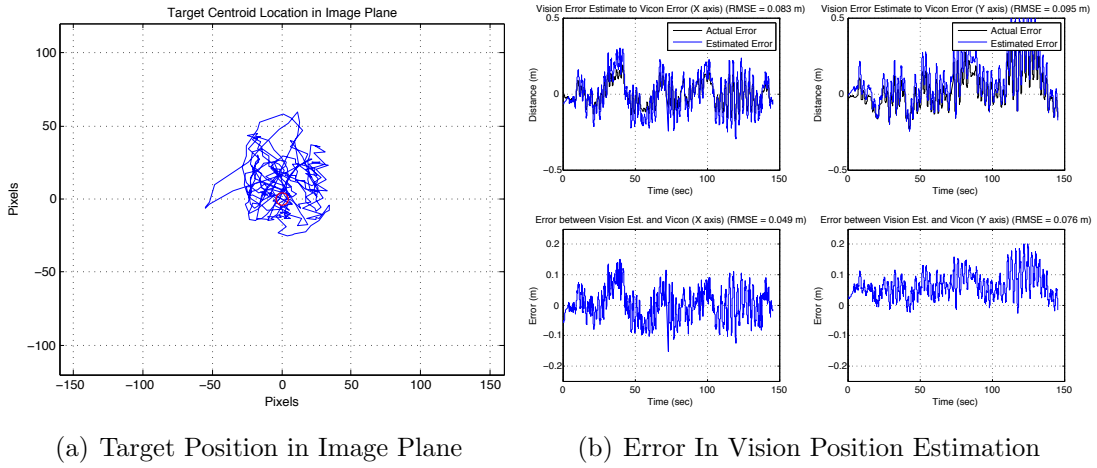 Target Centroid Location in Image Plane
100
50
0
−50
−100
Pixels
−150
−100
−50
0
50
100
150
Pixels
(a) Target Position in Image Plane
Vision Error Estimate to Vicon Error (X axis) (RMSE = 0.083 m)
Actual Error
Estimated Error
0.5
0
−0.5
Distance (m)
0
50
100
150
Time (sec)
Vision Error Estimate to Vicon Error (Y axis) (RMSE = 0.095 m)
Actual Error
Estimated Error
0.5
0
−0.5
Distance (m)
0
50
100
150
Time (sec)
Error between Vision Est. and Vicon (X axis) (RMSE = 0.049 m)
0.2
0.1
0
−0.1
−0.2
Error (m)
0
50
100
150
Time (sec)
Error between Vision Est. and Vicon (Y axis) (RMSE = 0.076 m)
0.2
0.1
0
−0.1
−0.2
Error (m)
0
50
100
150
Time (sec)
(b) Error In Vision Position Estimation